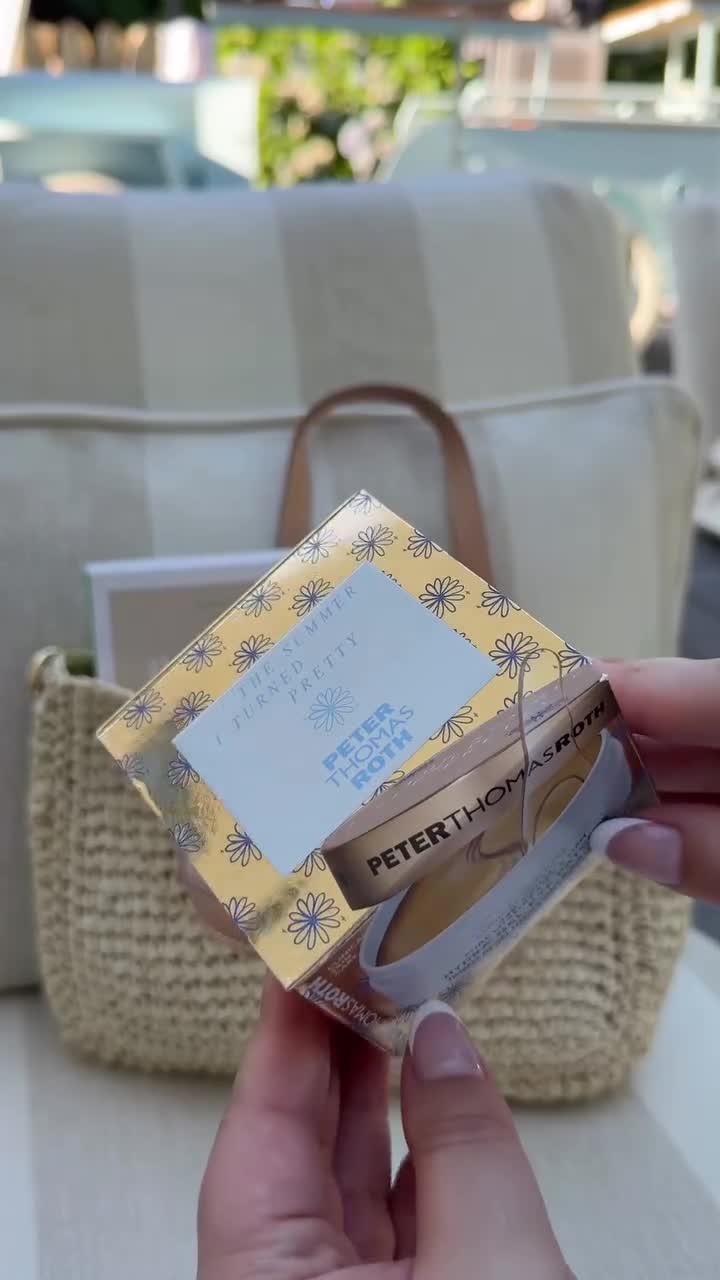 THE SUMMER
I TURNED
PRETTY
PETER
THOMAS
ROTH
PETERTHOMASROTH